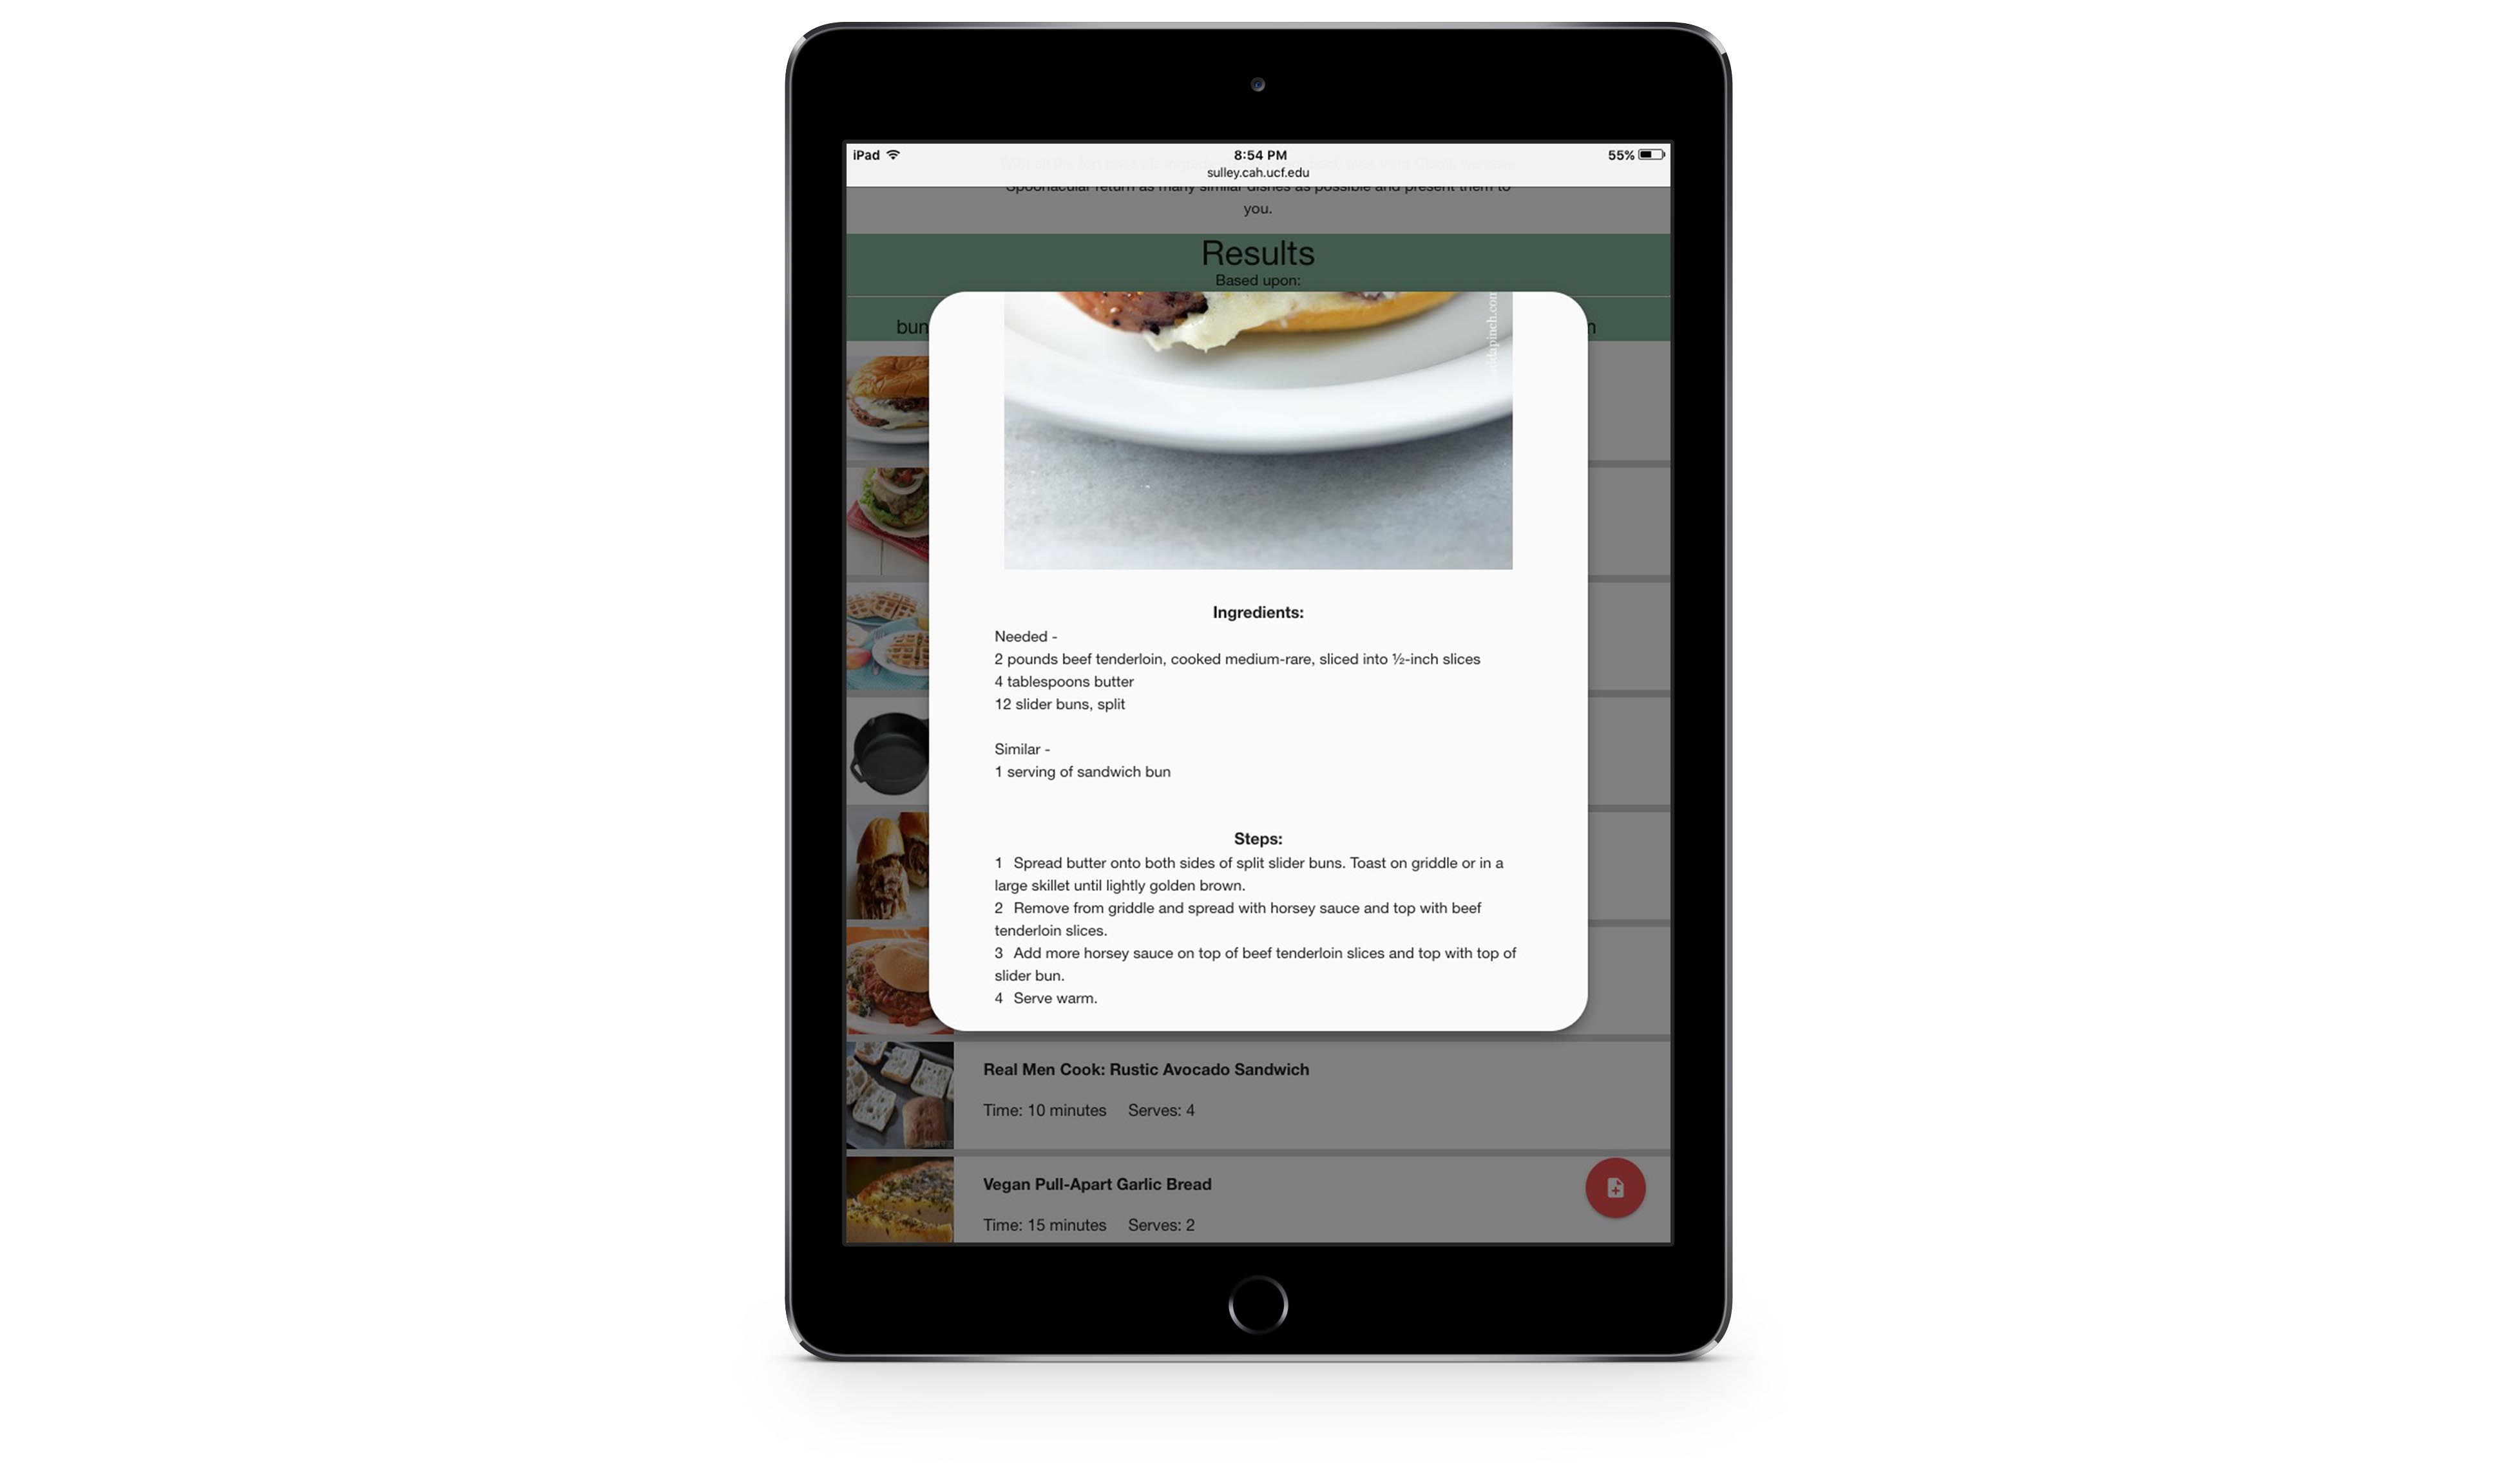 iPad
8:54 PM
55%
sulley.cah.ucf.edu
Spoonacular return as many similar dishes as possible and present them to
you.
Results
Based upon:
bun
Ingredients:
Needed -
2 pounds beef tenderloin, cooked medium-rare, sliced into ½-inch slices
4 tablespoons butter
12 slider buns, split
Similar -
1 serving of sandwich bun
Steps:
1 Spread butter onto both sides of split slider buns. Toast on griddle or in a
large skillet until lightly golden brown.
2 Remove from griddle and spread with horsey sauce and top with beef
tenderloin slices.
3 Add more horsey sauce on top of beef tenderloin slices and top with top of
slider bun.
4 Serve warm.
Real Men Cook: Rustic Avocado Sandwich
Time: 10 minutes Serves: 4
Vegan Pull-Apart Garlic Bread
Time: 15 minutes Serves: 2